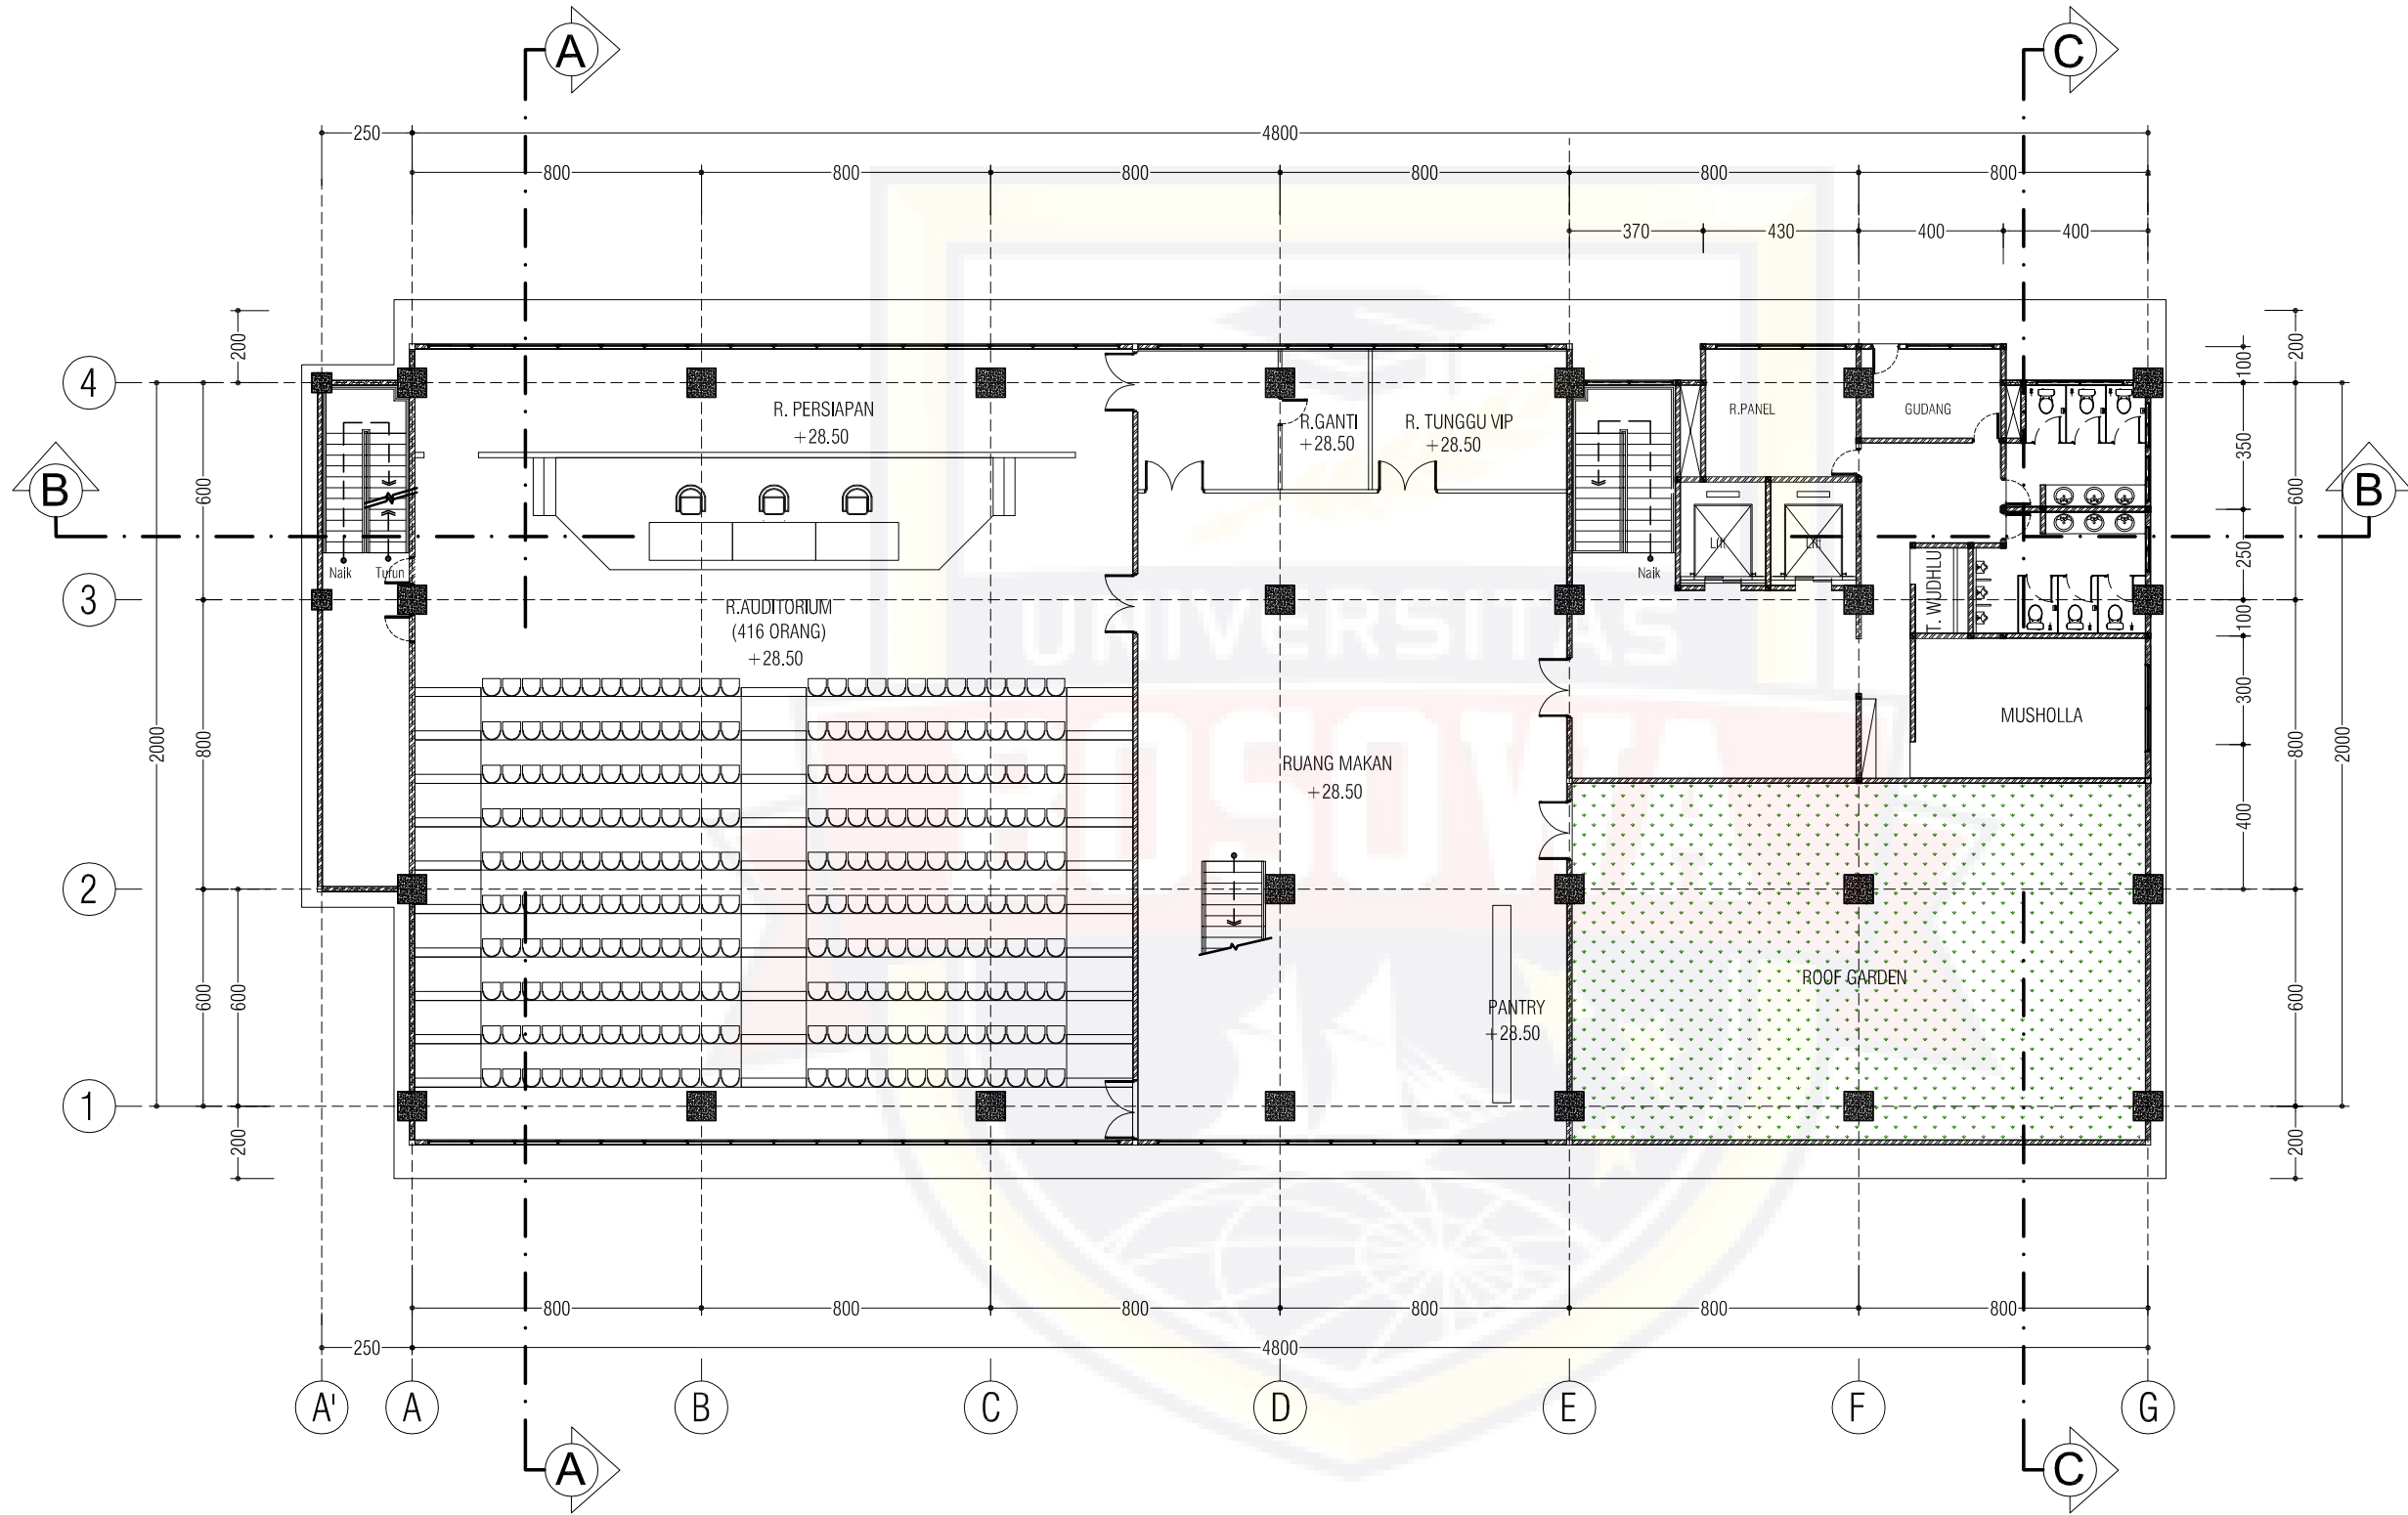 A
C
250
4800
800
800
800
800
800
800
370
430
400
400
200
200
100
4
R. PERSIAPAN
+28.50
R.GANTI
+28.50
R. TUNGGU VIP
+28.50
R.PANEL
GUDANG
350
600
600
B
B
Lift
Lift
250
Naik
Turun
Naik
T. WUDHLU
3
R.AUDITORIUM
(416 ORANG)
+28.50
100
UNIVERSITAS
BOSOWA
300
MUSHOLLA
2000
800
800
2000
RUANG MAKAN
+28.50
400
2
ROOF GARDEN
600
600
600
PANTRY
+28.50
1
200
200
800
800
800
800
800
800
250
4800
A'
A
B
C
D
E
F
G
A
C